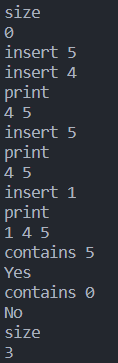 size
0
insert 5
insert 4
print
4 5
insert 5
print
4 5
insert 1
print
1 4 5
contains 5
Yes
contains 0
No
size
3